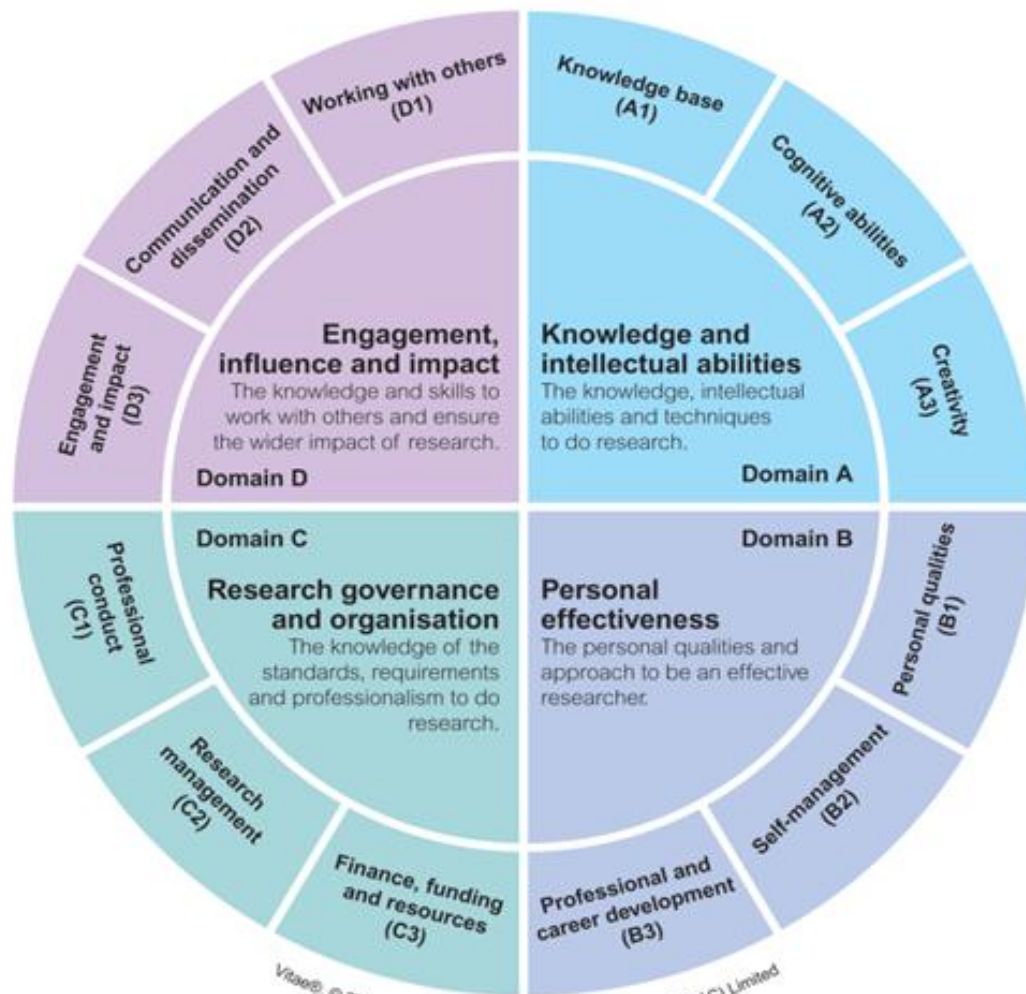 Working with others
(D1)
Knowledge base
(A1)
Communication and
dissemination
(D2)
Cognitive abilities
(A2)
Engagement
and impact
(D3)
Creativity
(A3)
Engagement,
influence and impact
The knowledge and skills to
work with others and ensure
the wider impact of research.
Domain D
Knowledge and
intellectual abilities
The knowledge, intellectual
abilities and techniques
to do research.
Domain A
Domain C
Research governance
and organisation
The knowledge of the
standards, requirements
and professionalism to do
research.
Domain B
Personal
effectiveness
The personal qualities and
approach to be an effective
researcher.
Professional
conduct
(C1)
Personal qualities
(B1)
Research
management
(C2)
Self-management
(B2)
Finance, funding
and resources
(C3)
Professional and
career development
(B3)
Vitae®, ©
Limited